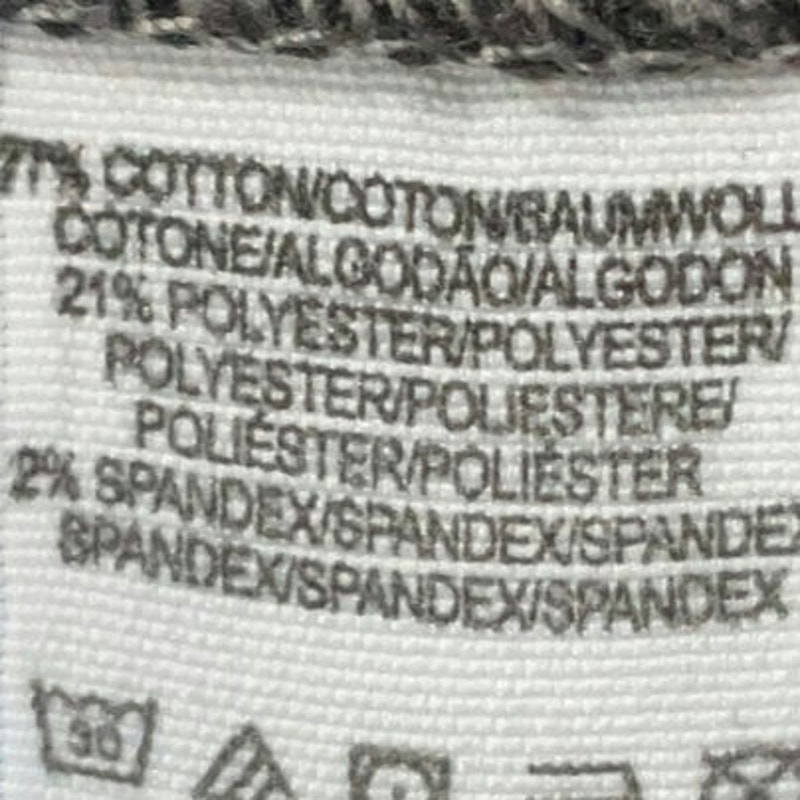 77% COTTON/COTON/BAUMWOLL
COTONE/ALGODÃO/ALGODON
21% POLYESTER/POLYESTER/
POLYESTER/POLIESTERE/
POLIÉSTER/POLIÉSTER
2% SPANDEX/SPANDEX/SPANDEX
SPANDEX/SPANDEX/SPANDEX
30